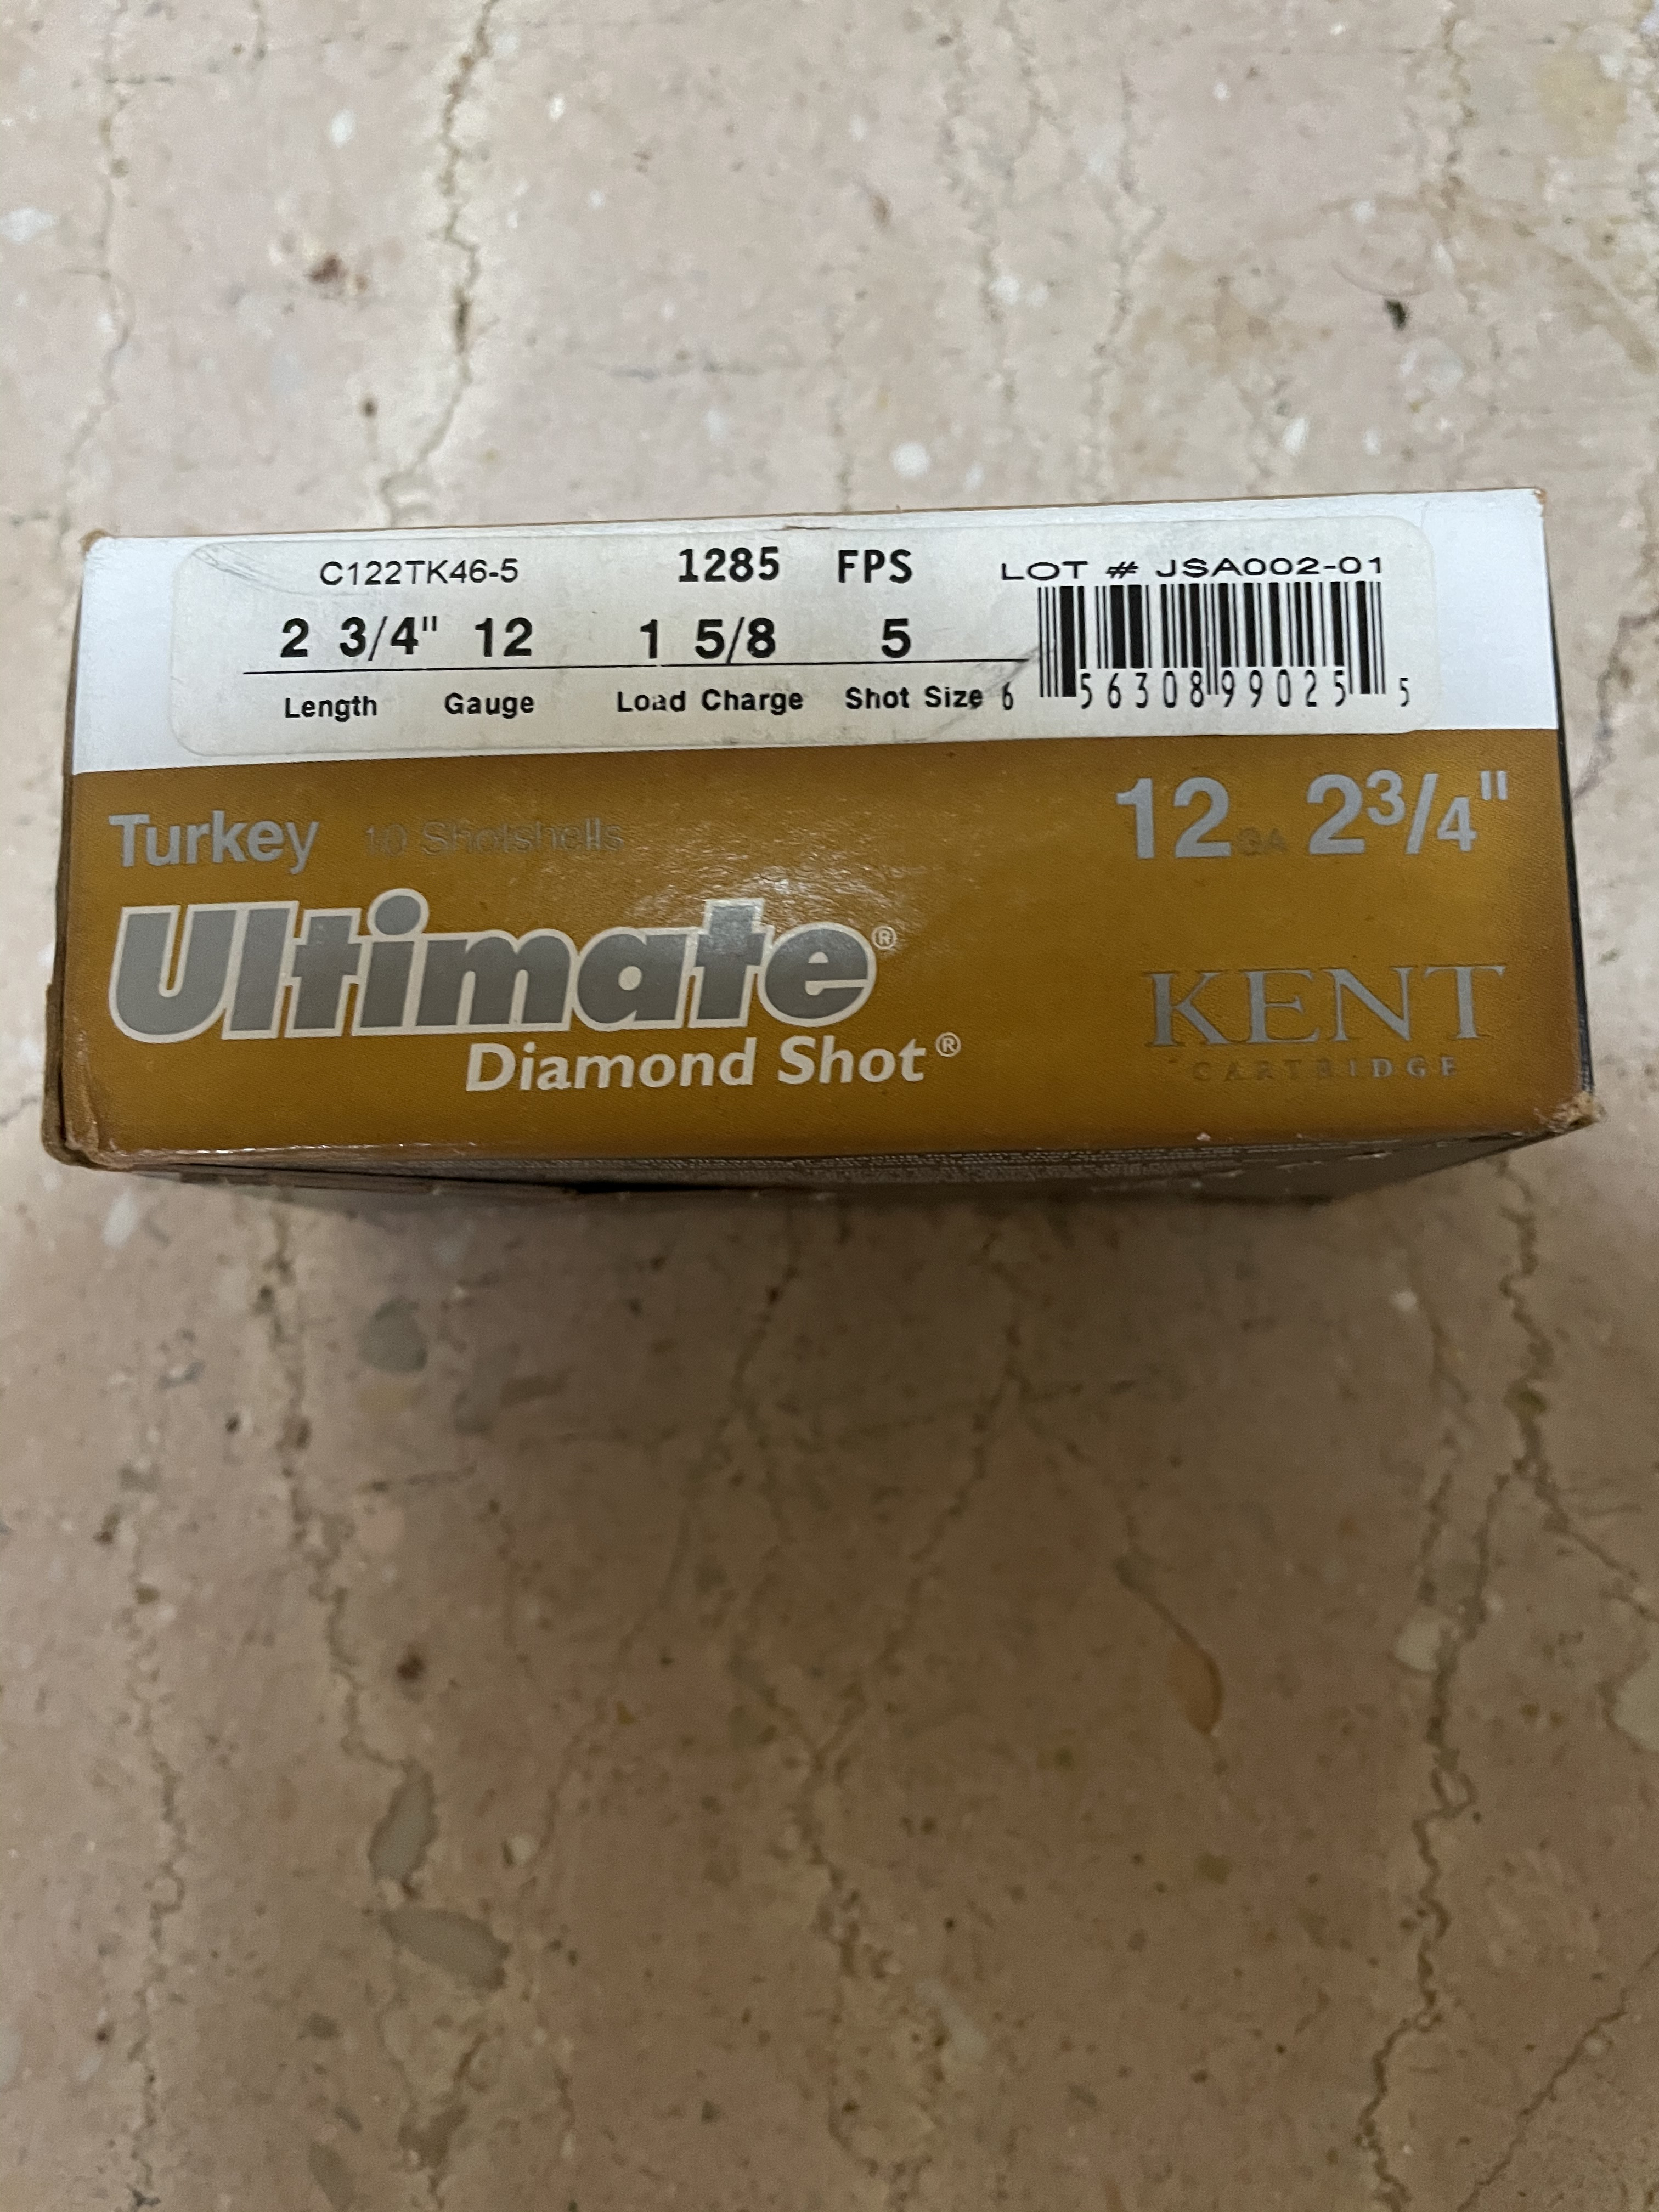 C122TK46-5 1285 FPS LOT # JSA002-01
2 3/4" 12 1 5/8 5
Length Gauge Load Charge Shot Size 6 56308 99025 5
Turkey 10 Shotshells 12 GA 2 3/4"
Ultimate®
Diamond Shot®
KENT
CARTRIDGE